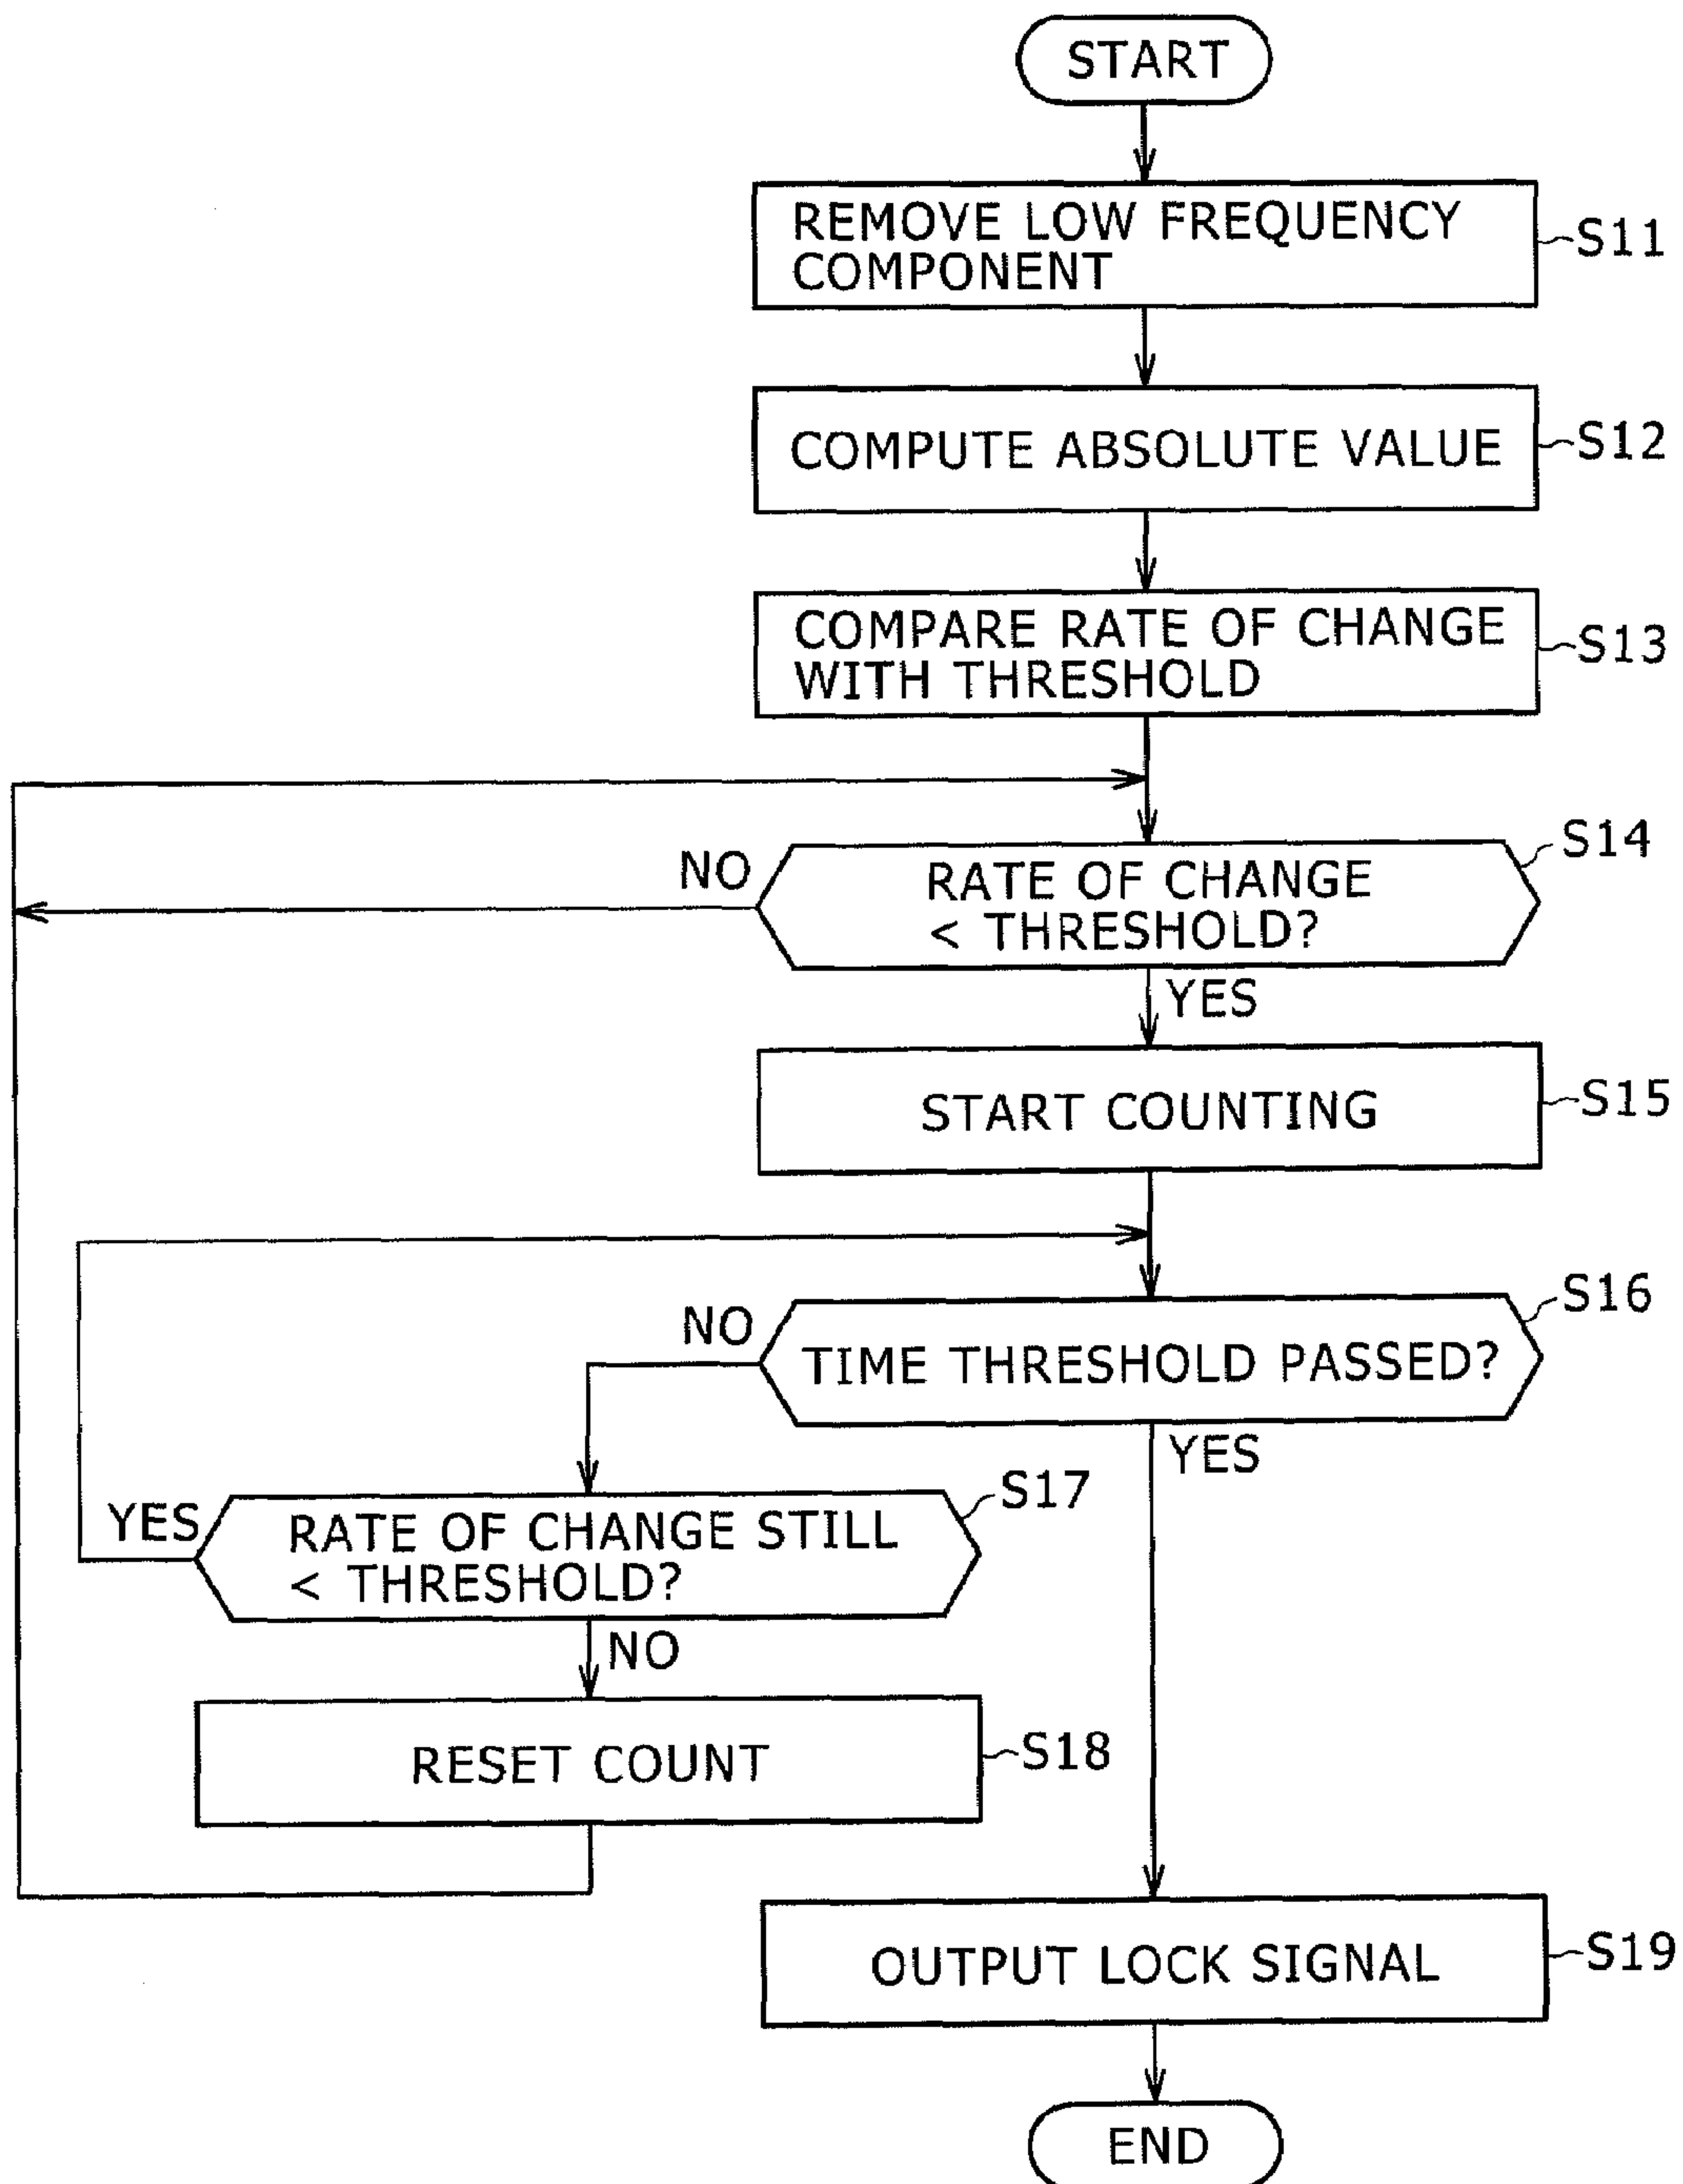 START
REMOVE LOW FREQUENCY
COMPONENT
S11
COMPUTE ABSOLUTE VALUE
S12
COMPARE RATE OF CHANGE
WITH THRESHOLD
S13
S14
NO
RATE OF CHANGE
< THRESHOLD?
YES
START COUNTING
S15
S16
NO
TIME THRESHOLD PASSED?
YES
S17
YES
RATE OF CHANGE STILL
< THRESHOLD?
NO
RESET COUNT
S18
OUTPUT LOCK SIGNAL
S19
END